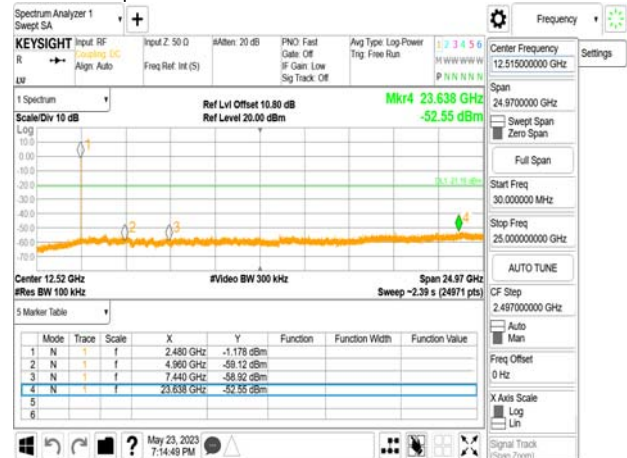 Spectrum Analyzer 1
Swept SA
Frequency
KEYSIGHT Input: RF Input Z: 50 Ω #Atten: 20 dB PNO: Fast Avg Type: Log-Power 1 2 3 4 5 6
R Coupling: DC Gate: Off Trig: Free Run M W W W W W
Align: Auto Freq Ref: Int (S) IF Gain: Low
Sig Track: Off P N N N N N
LV
Center Frequency
12.515000000 GHz
Settings
Span
24.9700000 GHz
Swept Span
Zero Span
Full Span
Start Freq
30.000000 MHz
Stop Freq
25.000000000 GHz
AUTO TUNE
CF Step
2.497000000 GHz
Auto
Man
Freq Offset
0 Hz
X Axis Scale
Log
Lin
Signal Track
(Span Zoom)
1 Spectrum
Ref Lvl Offset 10.80 dB Mkr4 23.638 GHz
Scale/Div 10 dB Ref Level 20.00 dBm -52.55 dBm
Log
10.0
0.00
-10.0
-20.0
-30.0
-40.0
-50.0
-60.0
-70.0
1
2
3
4
Center 12.52 GHz #Video BW 300 kHz Span 24.97 GHz
#Res BW 100 kHz Sweep ~2.39 s (24971 pts)
5 Marker Table
Mode Trace Scale X Y Function Function Width Function Value
1 N 1 f 2.480 GHz -1.178 dBm
2 N 1 f 4.960 GHz -59.12 dBm
3 N 1 f 7.440 GHz -58.92 dBm
4 N 1 f 23.638 GHz -52.55 dBm
5
6
May 23, 2023
7:14:49 PM